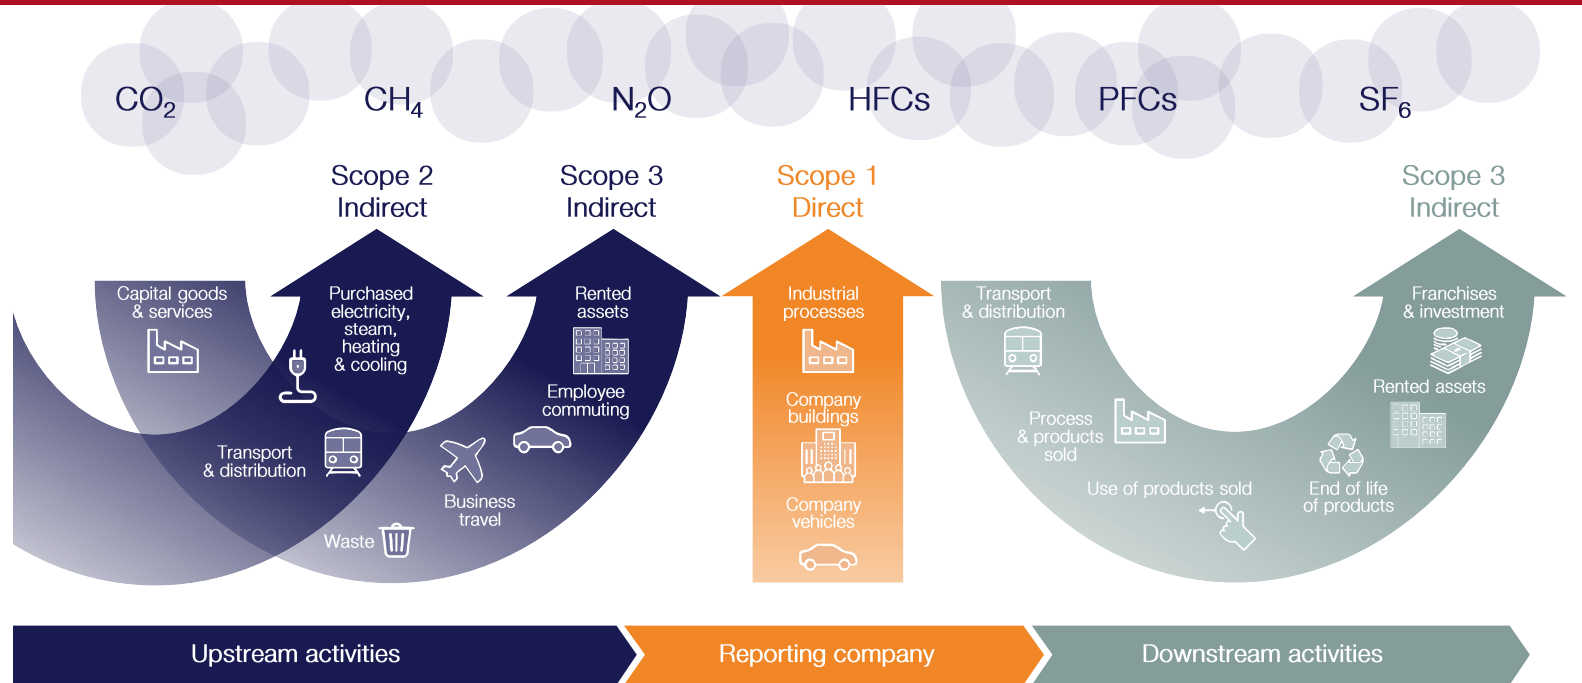 CO₂ CH₄ N₂O HFCs PFCs SF₆
Scope 2
Indirect
Scope 3
Indirect
Scope 1
Direct
Scope 3
Indirect
Capital goods
& services
Purchased
electricity,
steam,
heating
& cooling
Transport
& distribution
Waste
Business
travel
Employee
commuting
Rented
assets
Industrial
processes
Company
buildings
Company
vehicles
Transport
& distribution
Process
& products
sold
Use of products sold
End of life
of products
Rented assets
Franchises
& investment
Upstream activities
Reporting company
Downstream activities